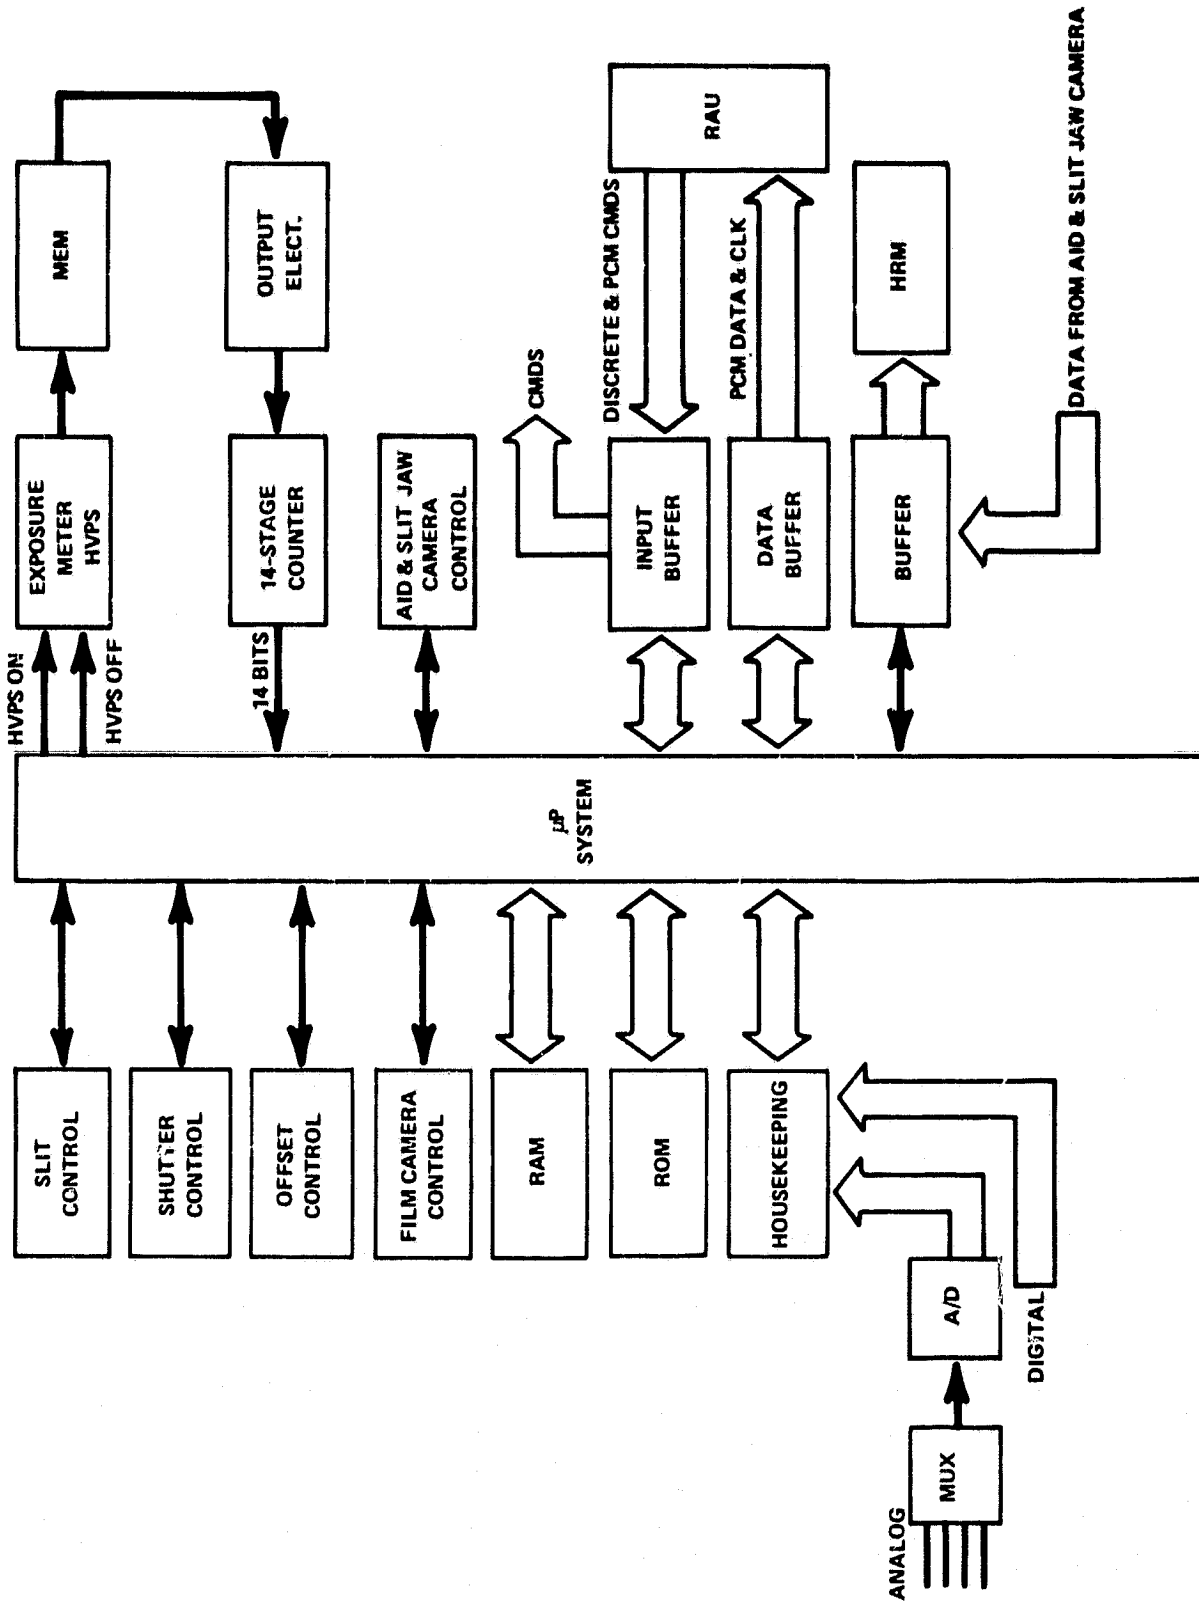 SLIT
CONTROL
SHUTTER
CONTROL
OFFSET
CONTROL
FILM CAMERA
CONTROL
RAM
ROM
HOUSEKEEPING
ANALOG
MUX
A/D
DIGITAL
μP
SYSTEM
HVPS ON
HVPS OFF
EXPOSURE
METER
HVPS
MEM
14 BITS
14-STAGE
COUNTER
OUTPUT
ELECT.
AID & SLIT JAW
CAMERA
CONTROL
CMDS
INPUT
BUFFER
DISCRETE & PCM CMDS
RAU
DATA
BUFFER
PCM DATA & CLK
BUFFER
HRM
DATA FROM AID & SLIT JAW CAMERA